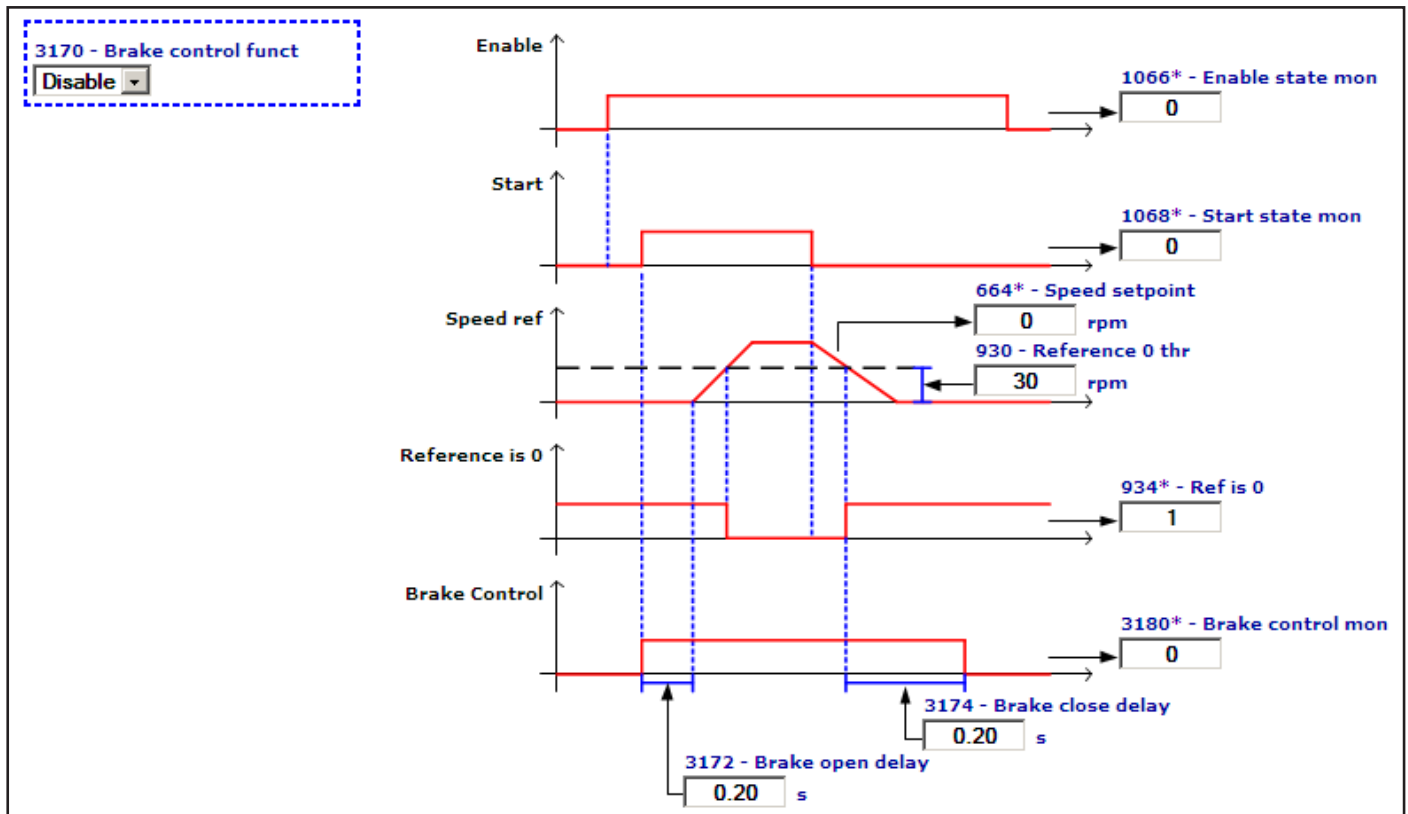 3170 - Brake control funct
Disable
Enable
1066* - Enable state mon
0
Start
1068* - Start state mon
0
Speed ref
664* - Speed setpoint
0 rpm
930 - Reference 0 thr
30 rpm
Reference is 0
934* - Ref is 0
1
Brake Control
3180* - Brake control mon
0
3174 - Brake close delay
0.20 s
3172 - Brake open delay
0.20 s